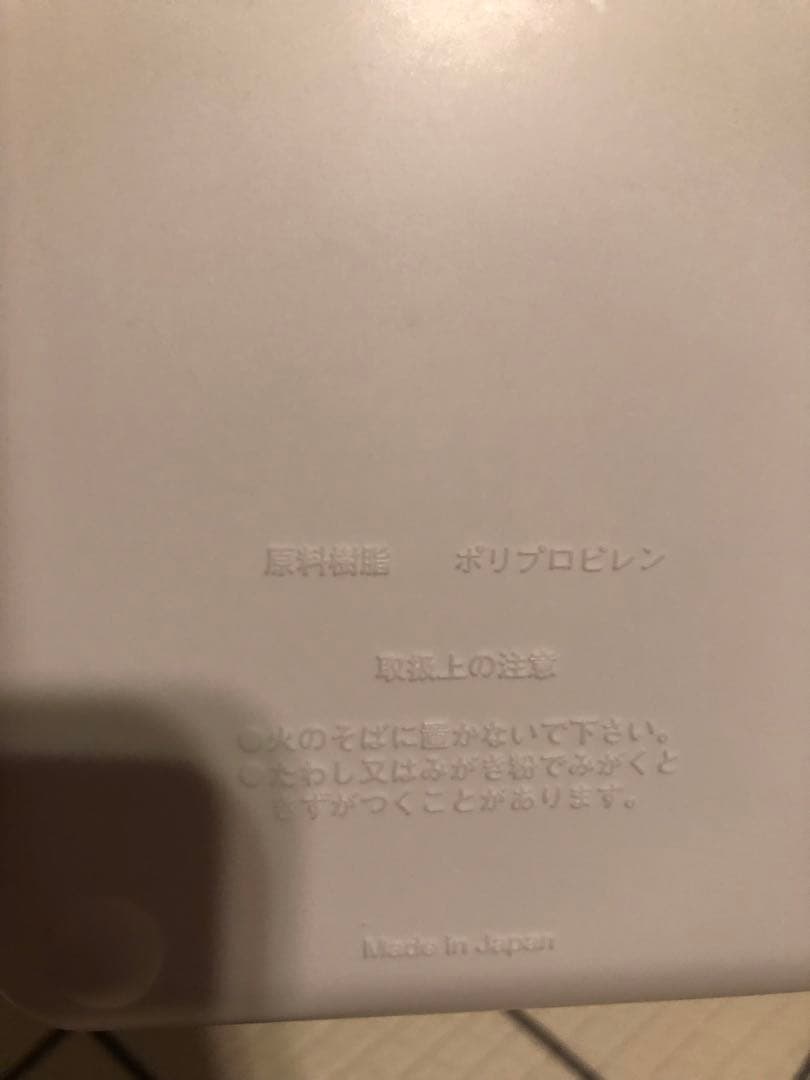 原料樹脂　　ポリプロピレン
取扱上の注意
●火のそばに置かないで下さい。
●たわし又はみがき粉でみがくと
きずがつくことがあります。
Made in Japan